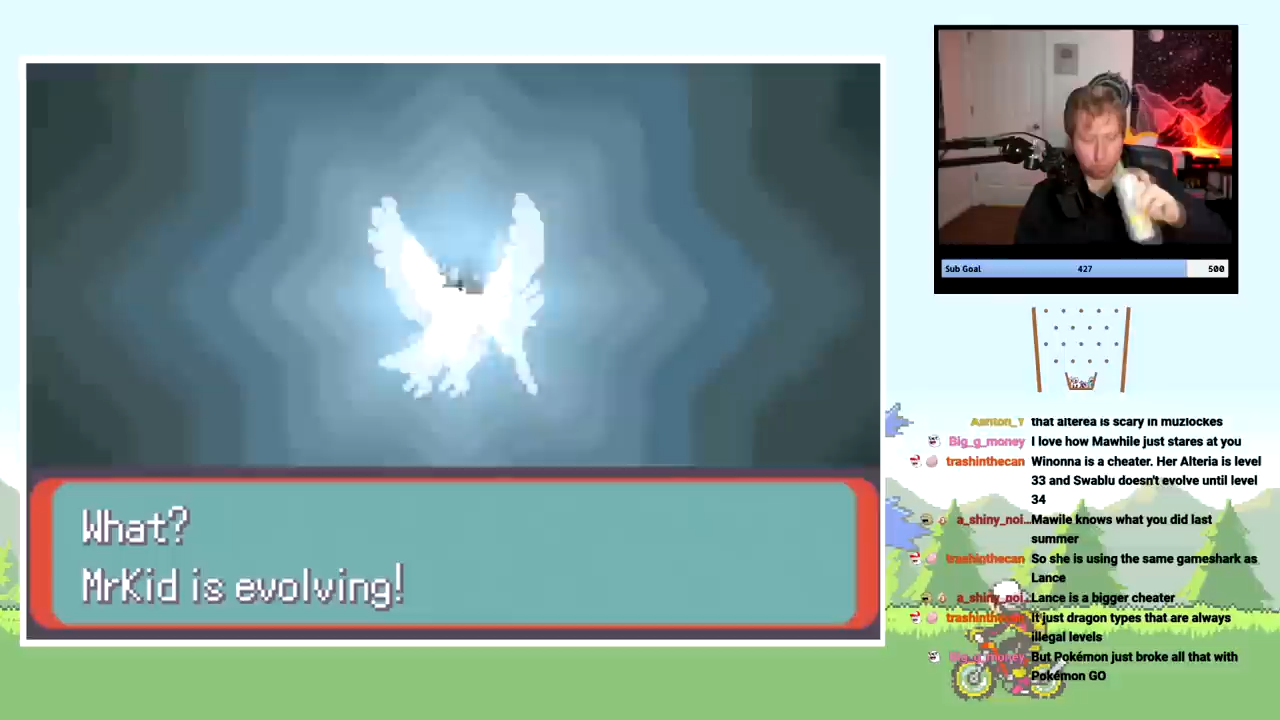 What?
MrKid is evolving!
Sub Goal 427 500
that alterea is scary in muzlockes
Big_g_money I love how Mawhile just stares at you
trashinthecan Winonna is a cheater. Her Alteria is level
33 and Swablu doesn't evolve until level
34
a_shiny_noi... Mawile knows what you did last
summer
trashinthecan So she is using the same gameshark as
Lance
a_shiny_noi... Lance is a bigger cheater
trashinthecan It just dragon types that are always
illegal levels
Big_g_money But Pokémon just broke all that with
Pokémon GO